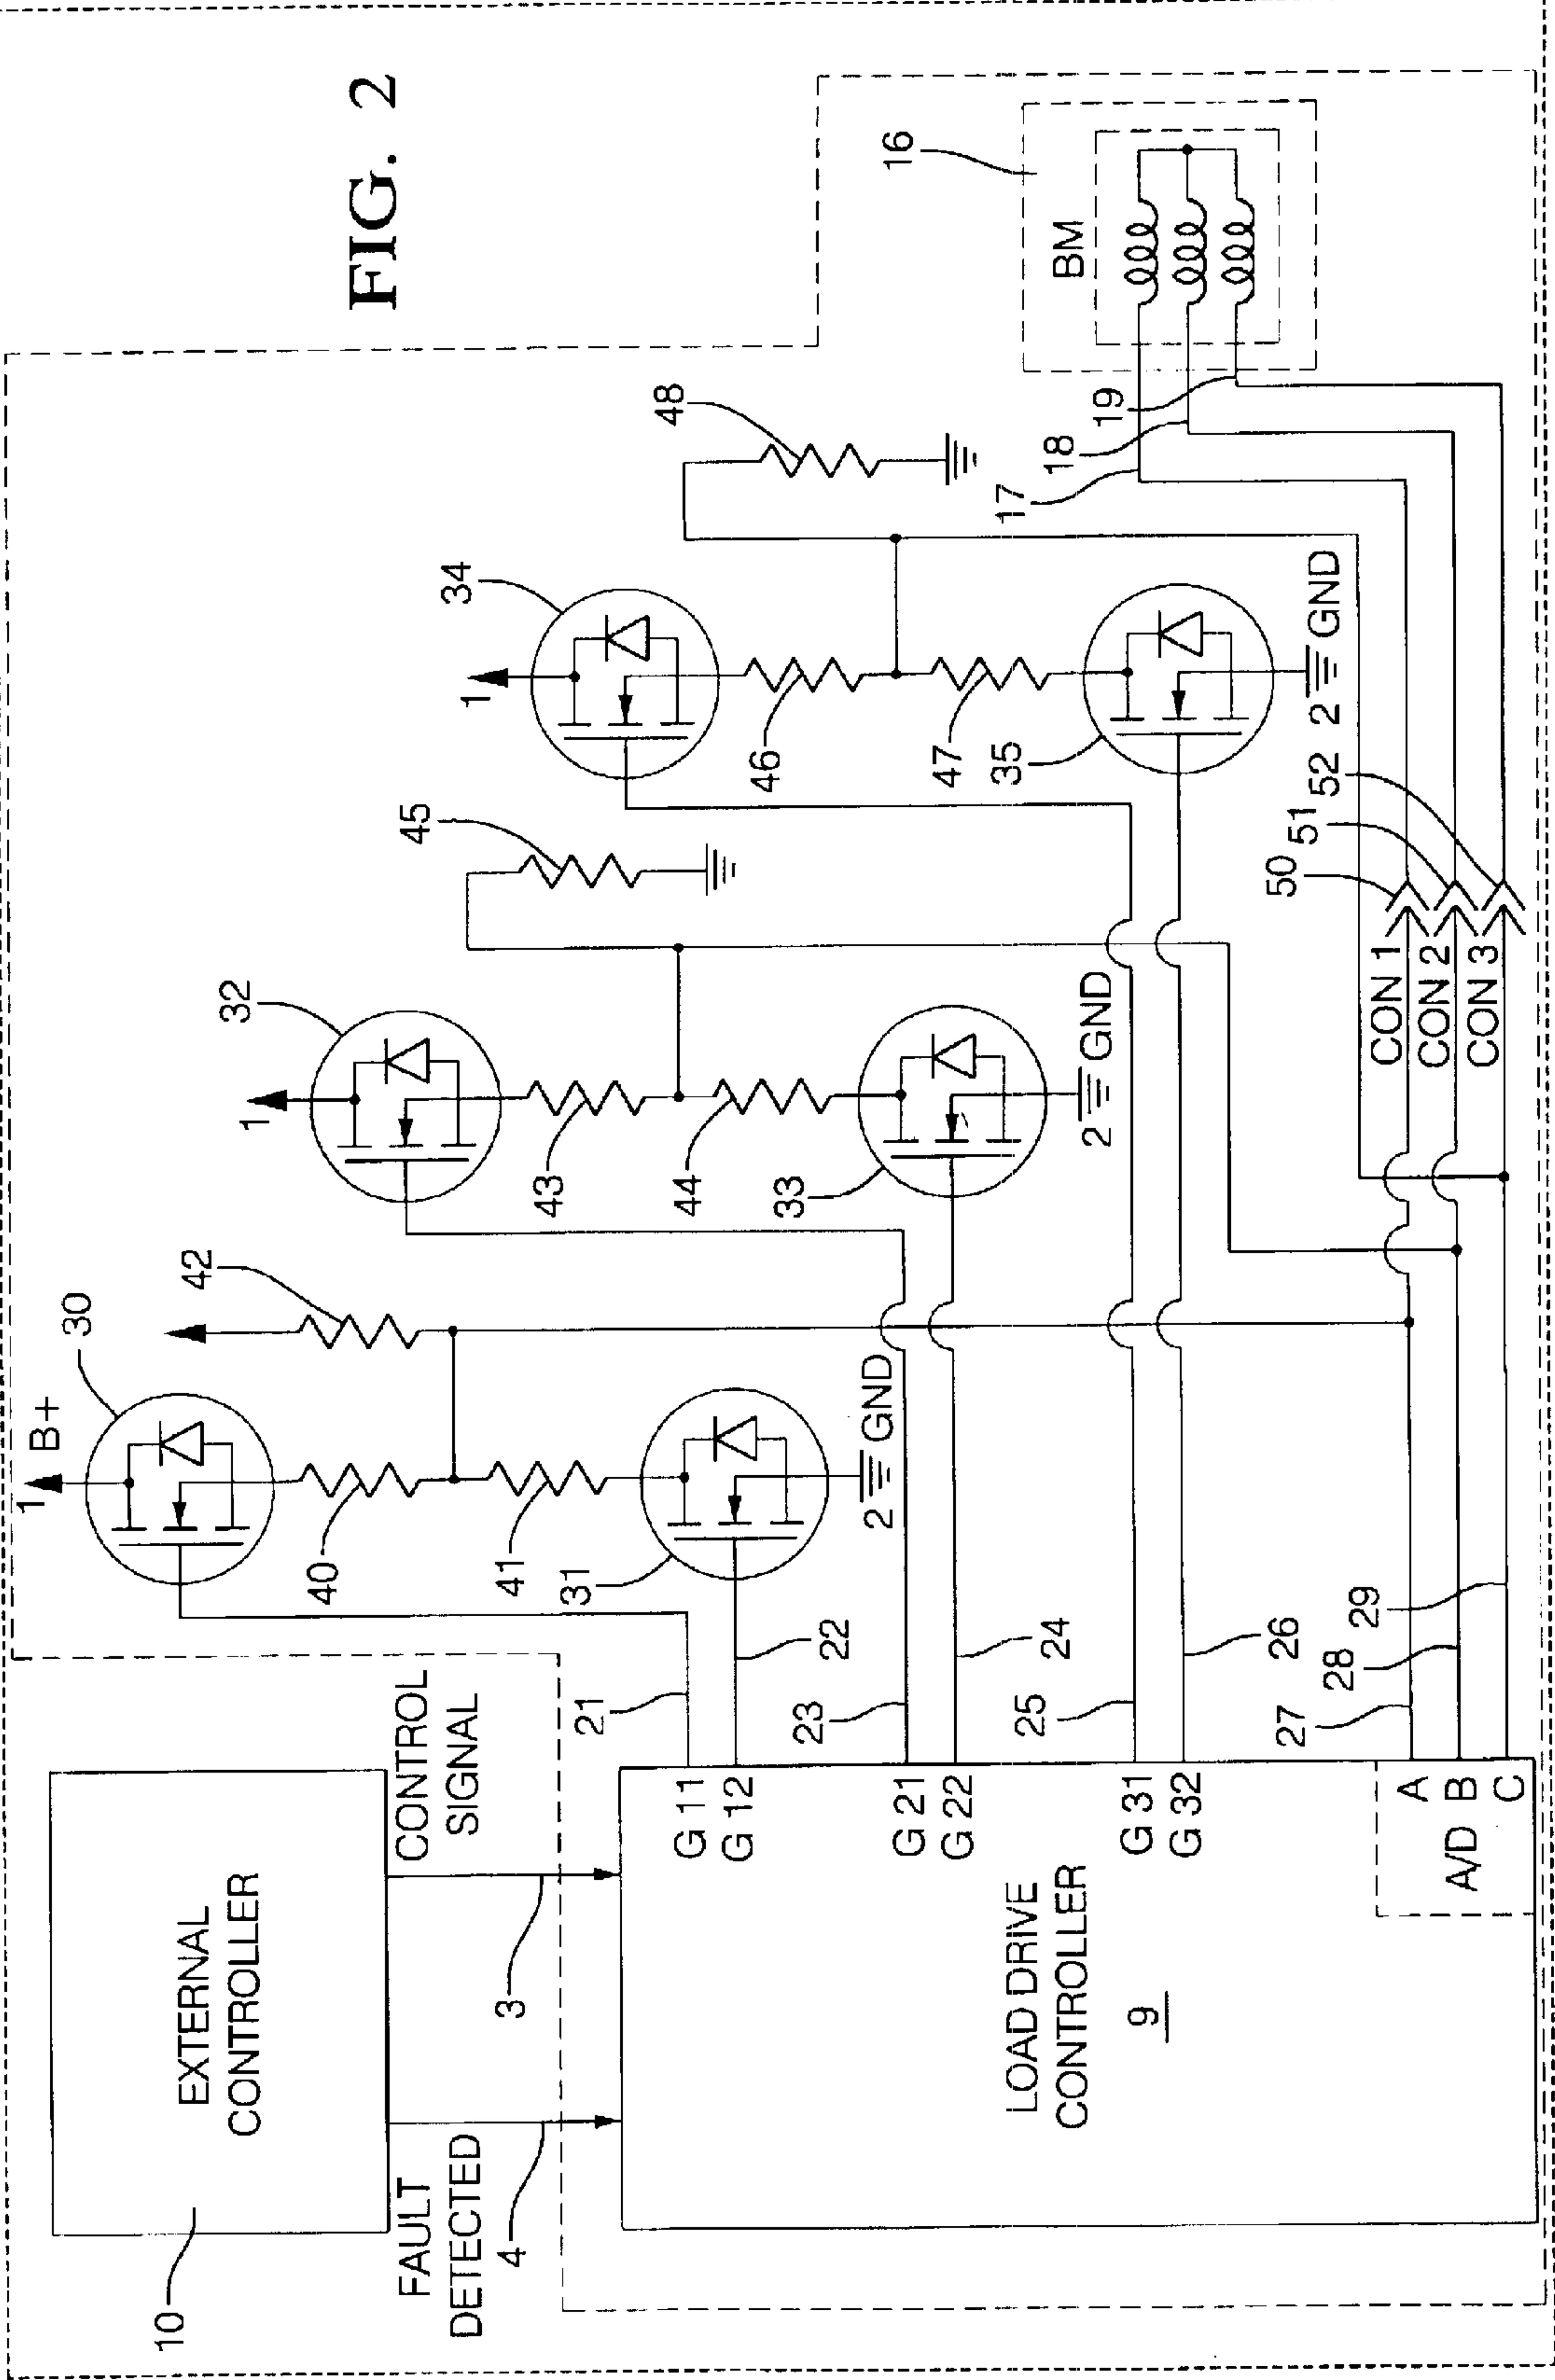 FIG. 2
10
EXTERNAL
CONTROLLER
FAULT
DETECTED
4
3
CONTROL
SIGNAL
LOAD DRIVE
CONTROLLER
9
G 11
G 12
G 21
G 22
G 31
G 32
A/D
A
B
C
21
22
23
24
25
26
27
28
29
1
B+
30
40
41
31
2
GND
42
1
32
43
44
33
2
GND
45
1
34
46
47
35
2
GND
48
CON 1
CON 2
CON 3
50
51
52
17
18
19
BM
16